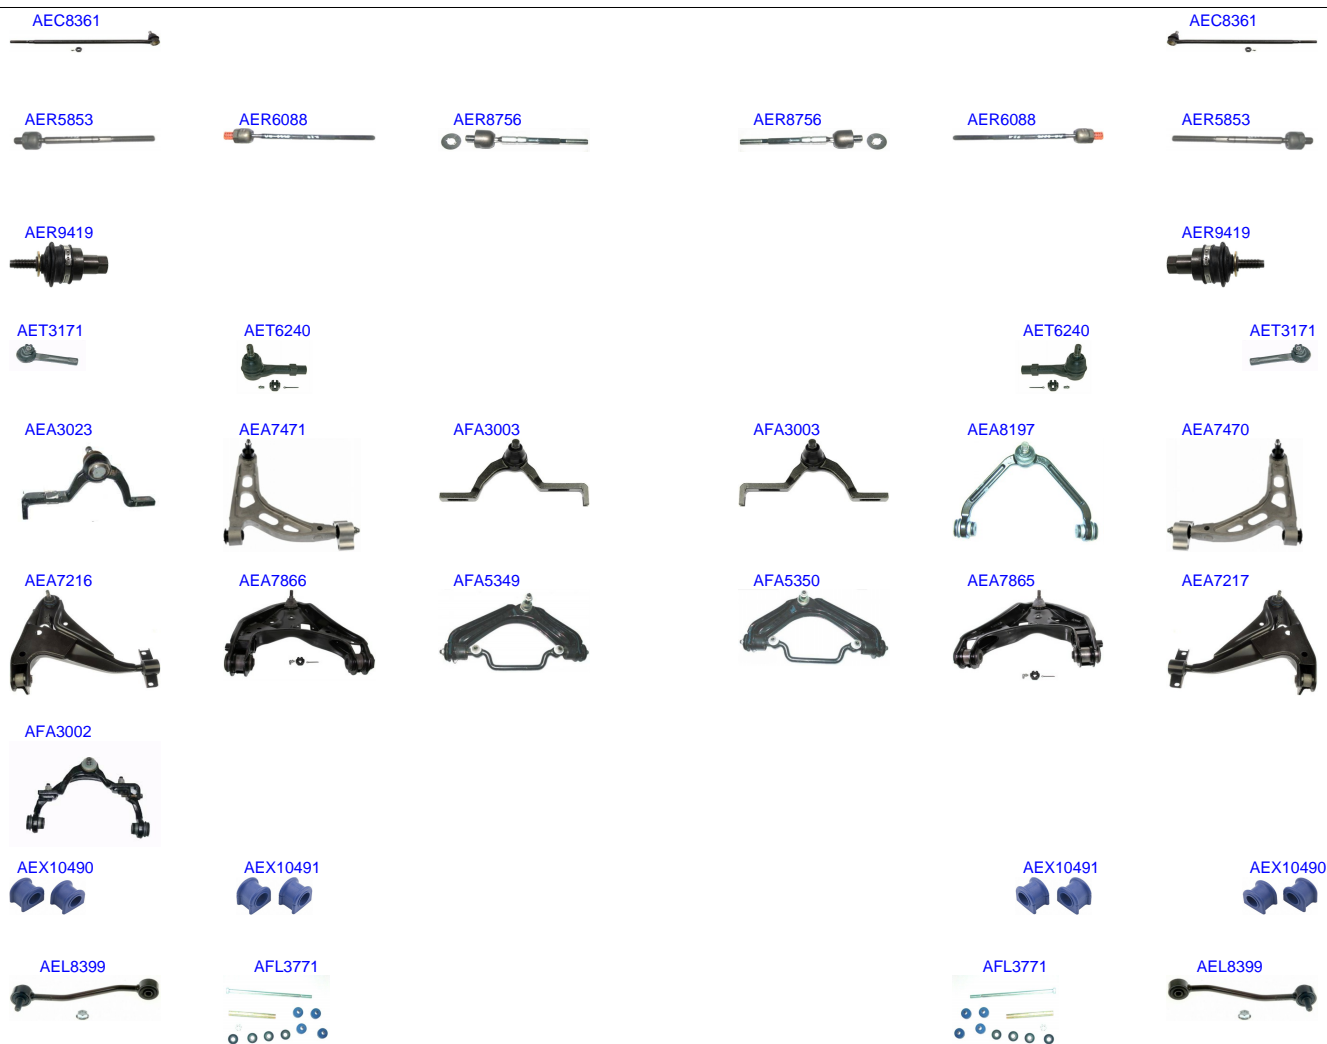 AEC8361 AEC8361
AER5853 AER6088 AER8756 AER8756 AER6088 AER5853
AER9419 AER9419
AET3171 AET6240 AET6240 AET3171
AEA3023 AEA7471 AFA3003 AFA3003 AEA8197 AEA7470
AEA7216 AEA7866 AFA5349 AFA5350 AEA7865 AEA7217
AFA3002
AEX10490 AEX10491 AEX10491 AEX10490
AEL8399 AFL3771 AFL3771 AEL8399